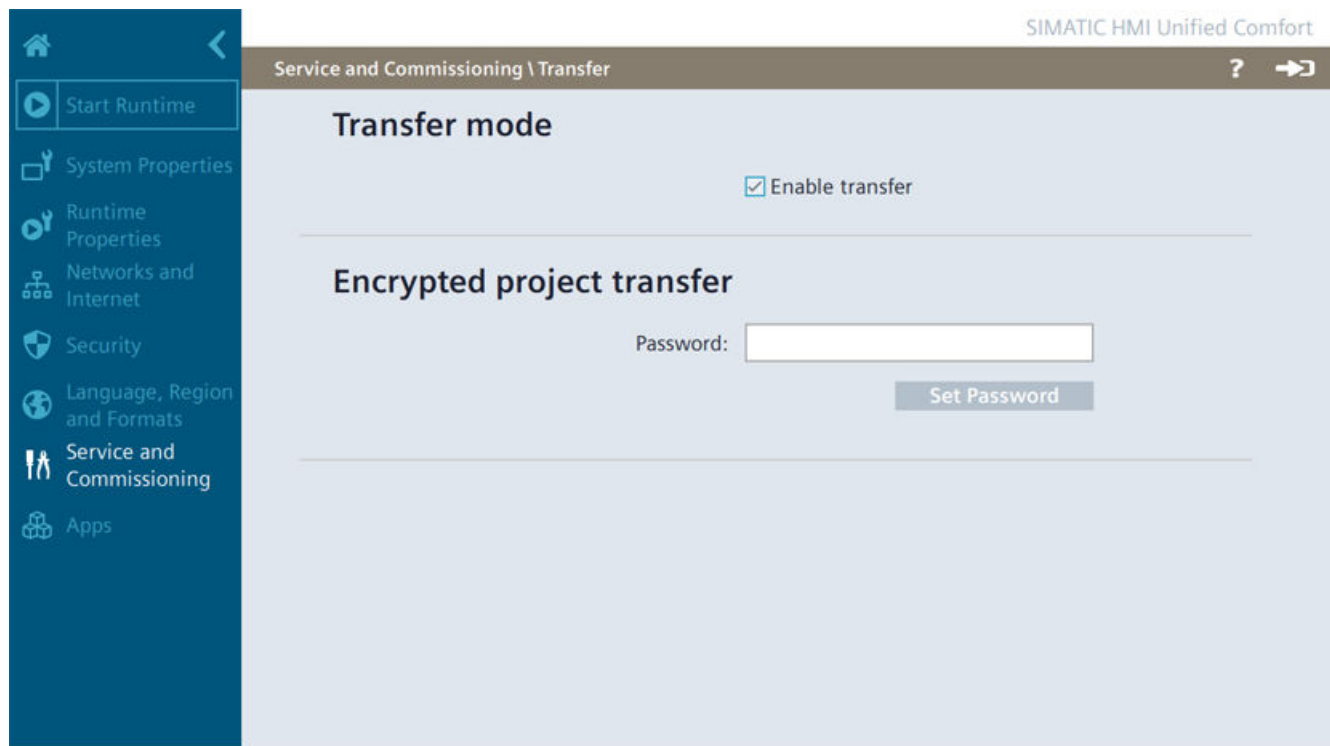 SIMATIC HMI Unified Comfort
Service and Commissioning \ Transfer
?
Start Runtime
System Properties
Runtime
Properties
Networks and
Internet
Security
Language, Region
and Formats
Service and
Commissioning
Apps
Transfer mode
Enable transfer
Encrypted project transfer
Password:
Set Password